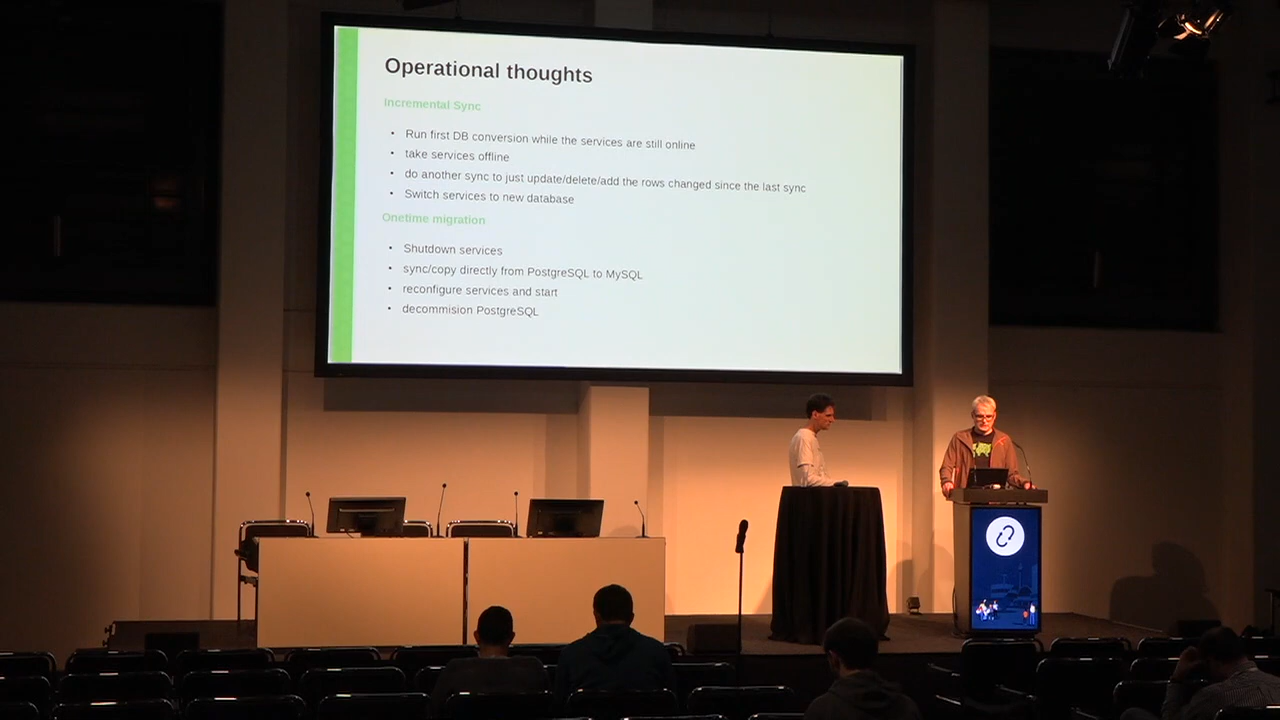 Operational thoughts
Incremental Sync
• Run first DB conversion while the services are still online
• take services offline
• do another sync to just update/delete/add the rows changed since the last sync
• Switch services to new database
Onetime migration
• Shutdown services
• sync/copy directly from PostgreSQL to MySQL
• reconfigure services and start
• decommision PostgreSQL